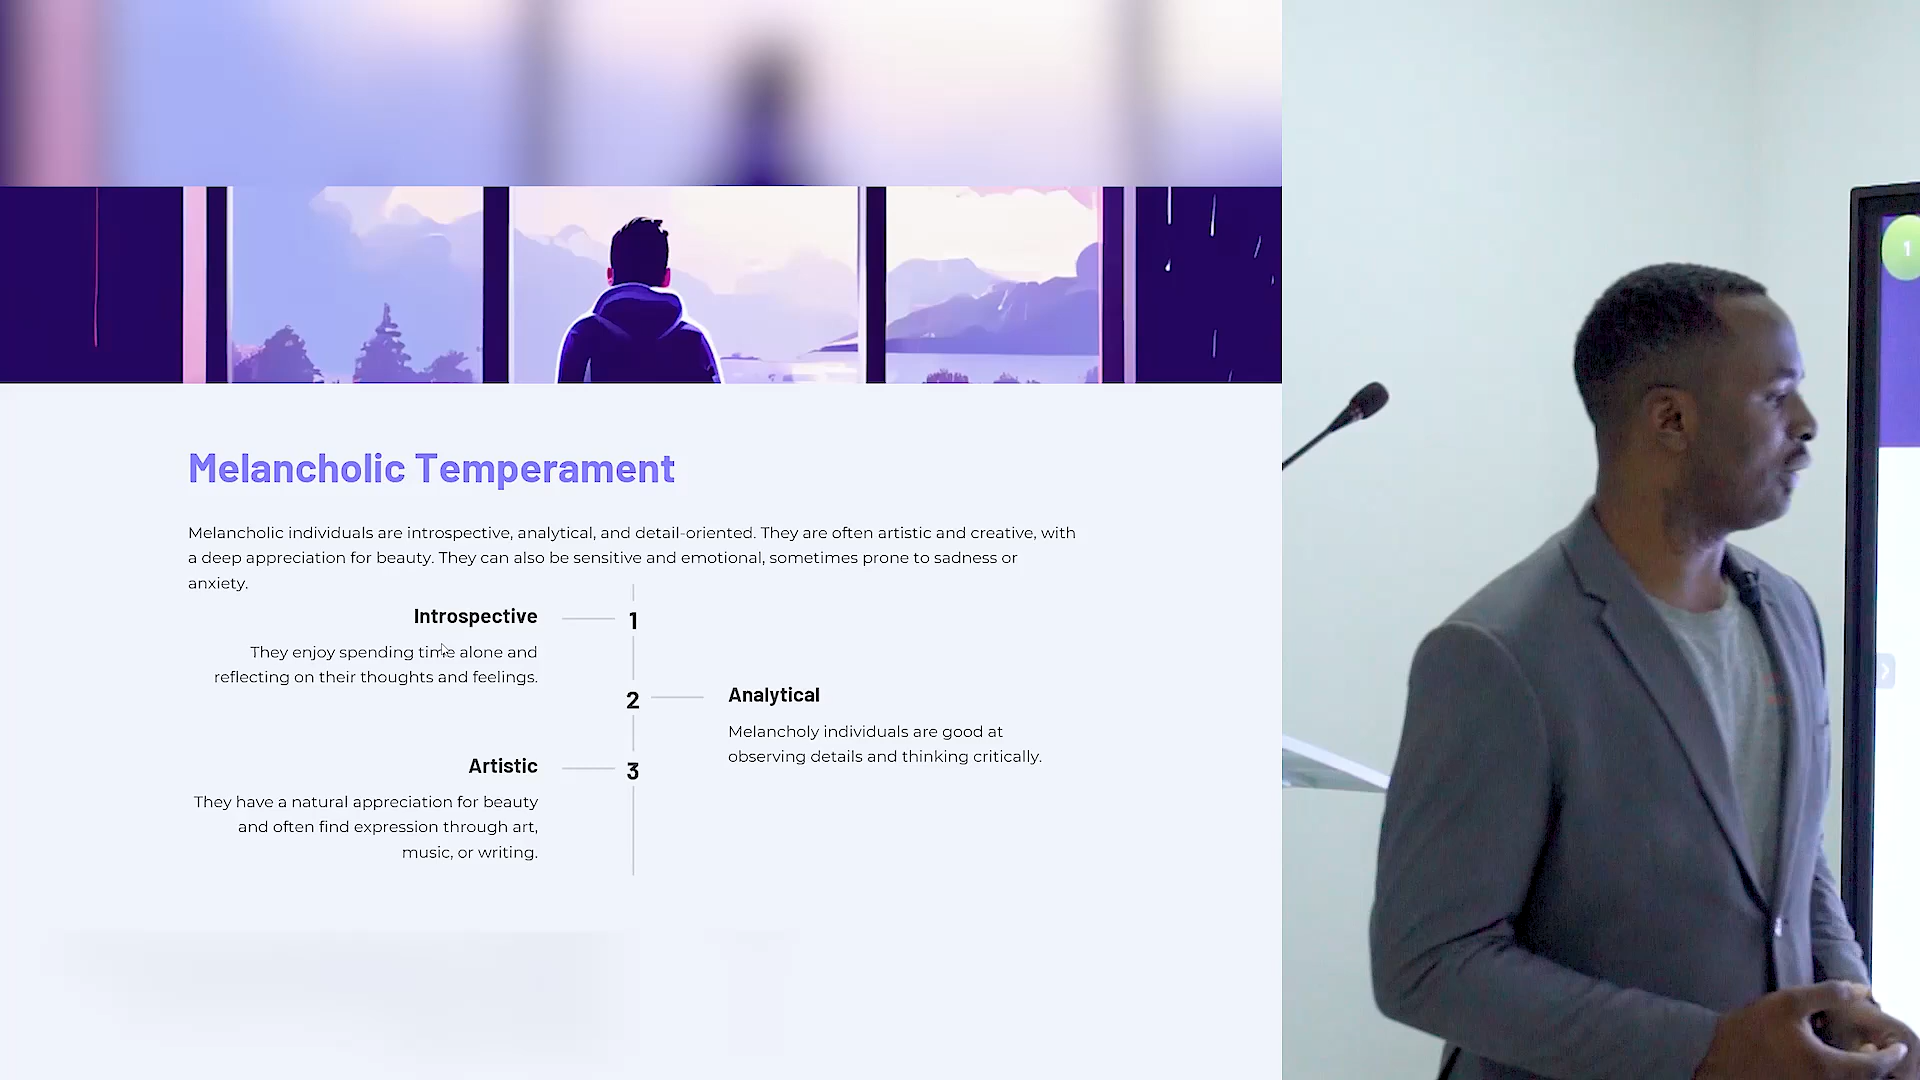 Melancholic Temperament
Melancholic individuals are introspective, analytical, and detail-oriented. They are often artistic and creative, with
a deep appreciation for beauty. They can also be sensitive and emotional, sometimes prone to sadness or
anxiety.
Introspective
1
They enjoy spending time alone and
reflecting on their thoughts and feelings.
2
Analytical
Melancholy individuals are good at
observing details and thinking critically.
Artistic
3
They have a natural appreciation for beauty
and often find expression through art,
music, or writing.
1